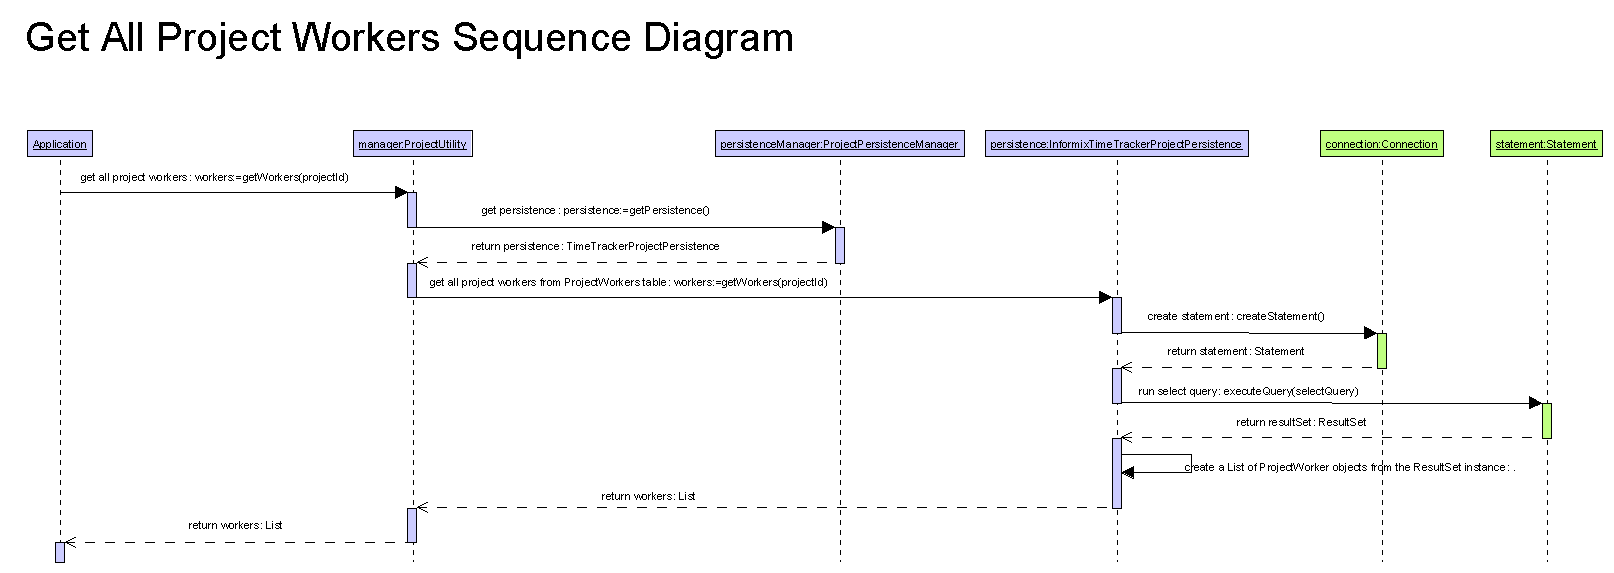 Get All Project Workers Sequence Diagram
Application
manager:ProjectUtility
persistenceManager:ProjectPersistenceManager
persistence:InformixTimeTrackerProjectPersistence
connection:Connection
statement:Statement
get all project workers : workers:=getWorkers(projectId)
get persistence : persistence:=getPersistence()
return persistence : TimeTrackerProjectPersistence
get all project workers from ProjectWorkers table : workers:=getWorkers(projectId)
create statement : createStatement()
return statement : Statement
run select query: executeQuery(selectQuery)
return resultSet : ResultSet
create a List of ProjectWorker objects from the ResultSet instance : .
return workers: List
return workers: List